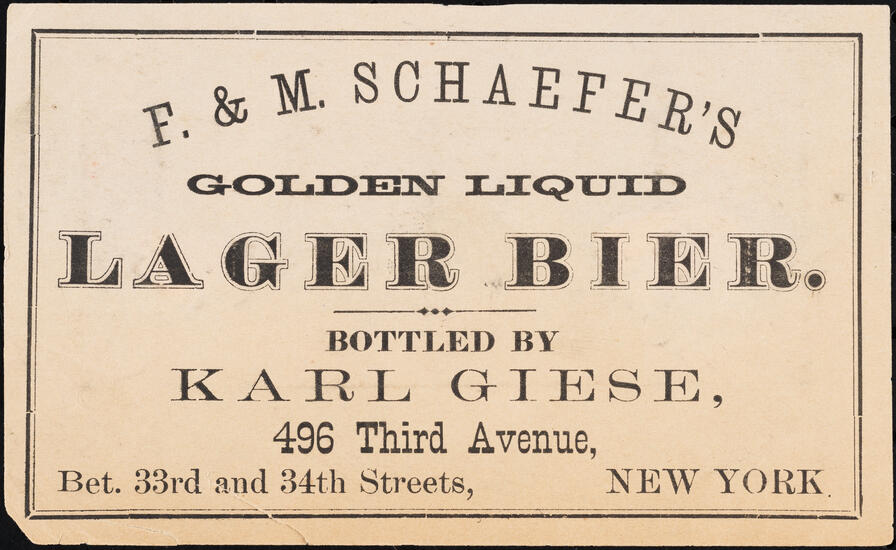 F. & M. SCHAEFER'S
GOLDEN LIQUID
LAGER BIER.
BOTTLED BY
KARL GIESE,
496 Third Avenue,
Bet. 33rd and 34th Streets, NEW YORK.